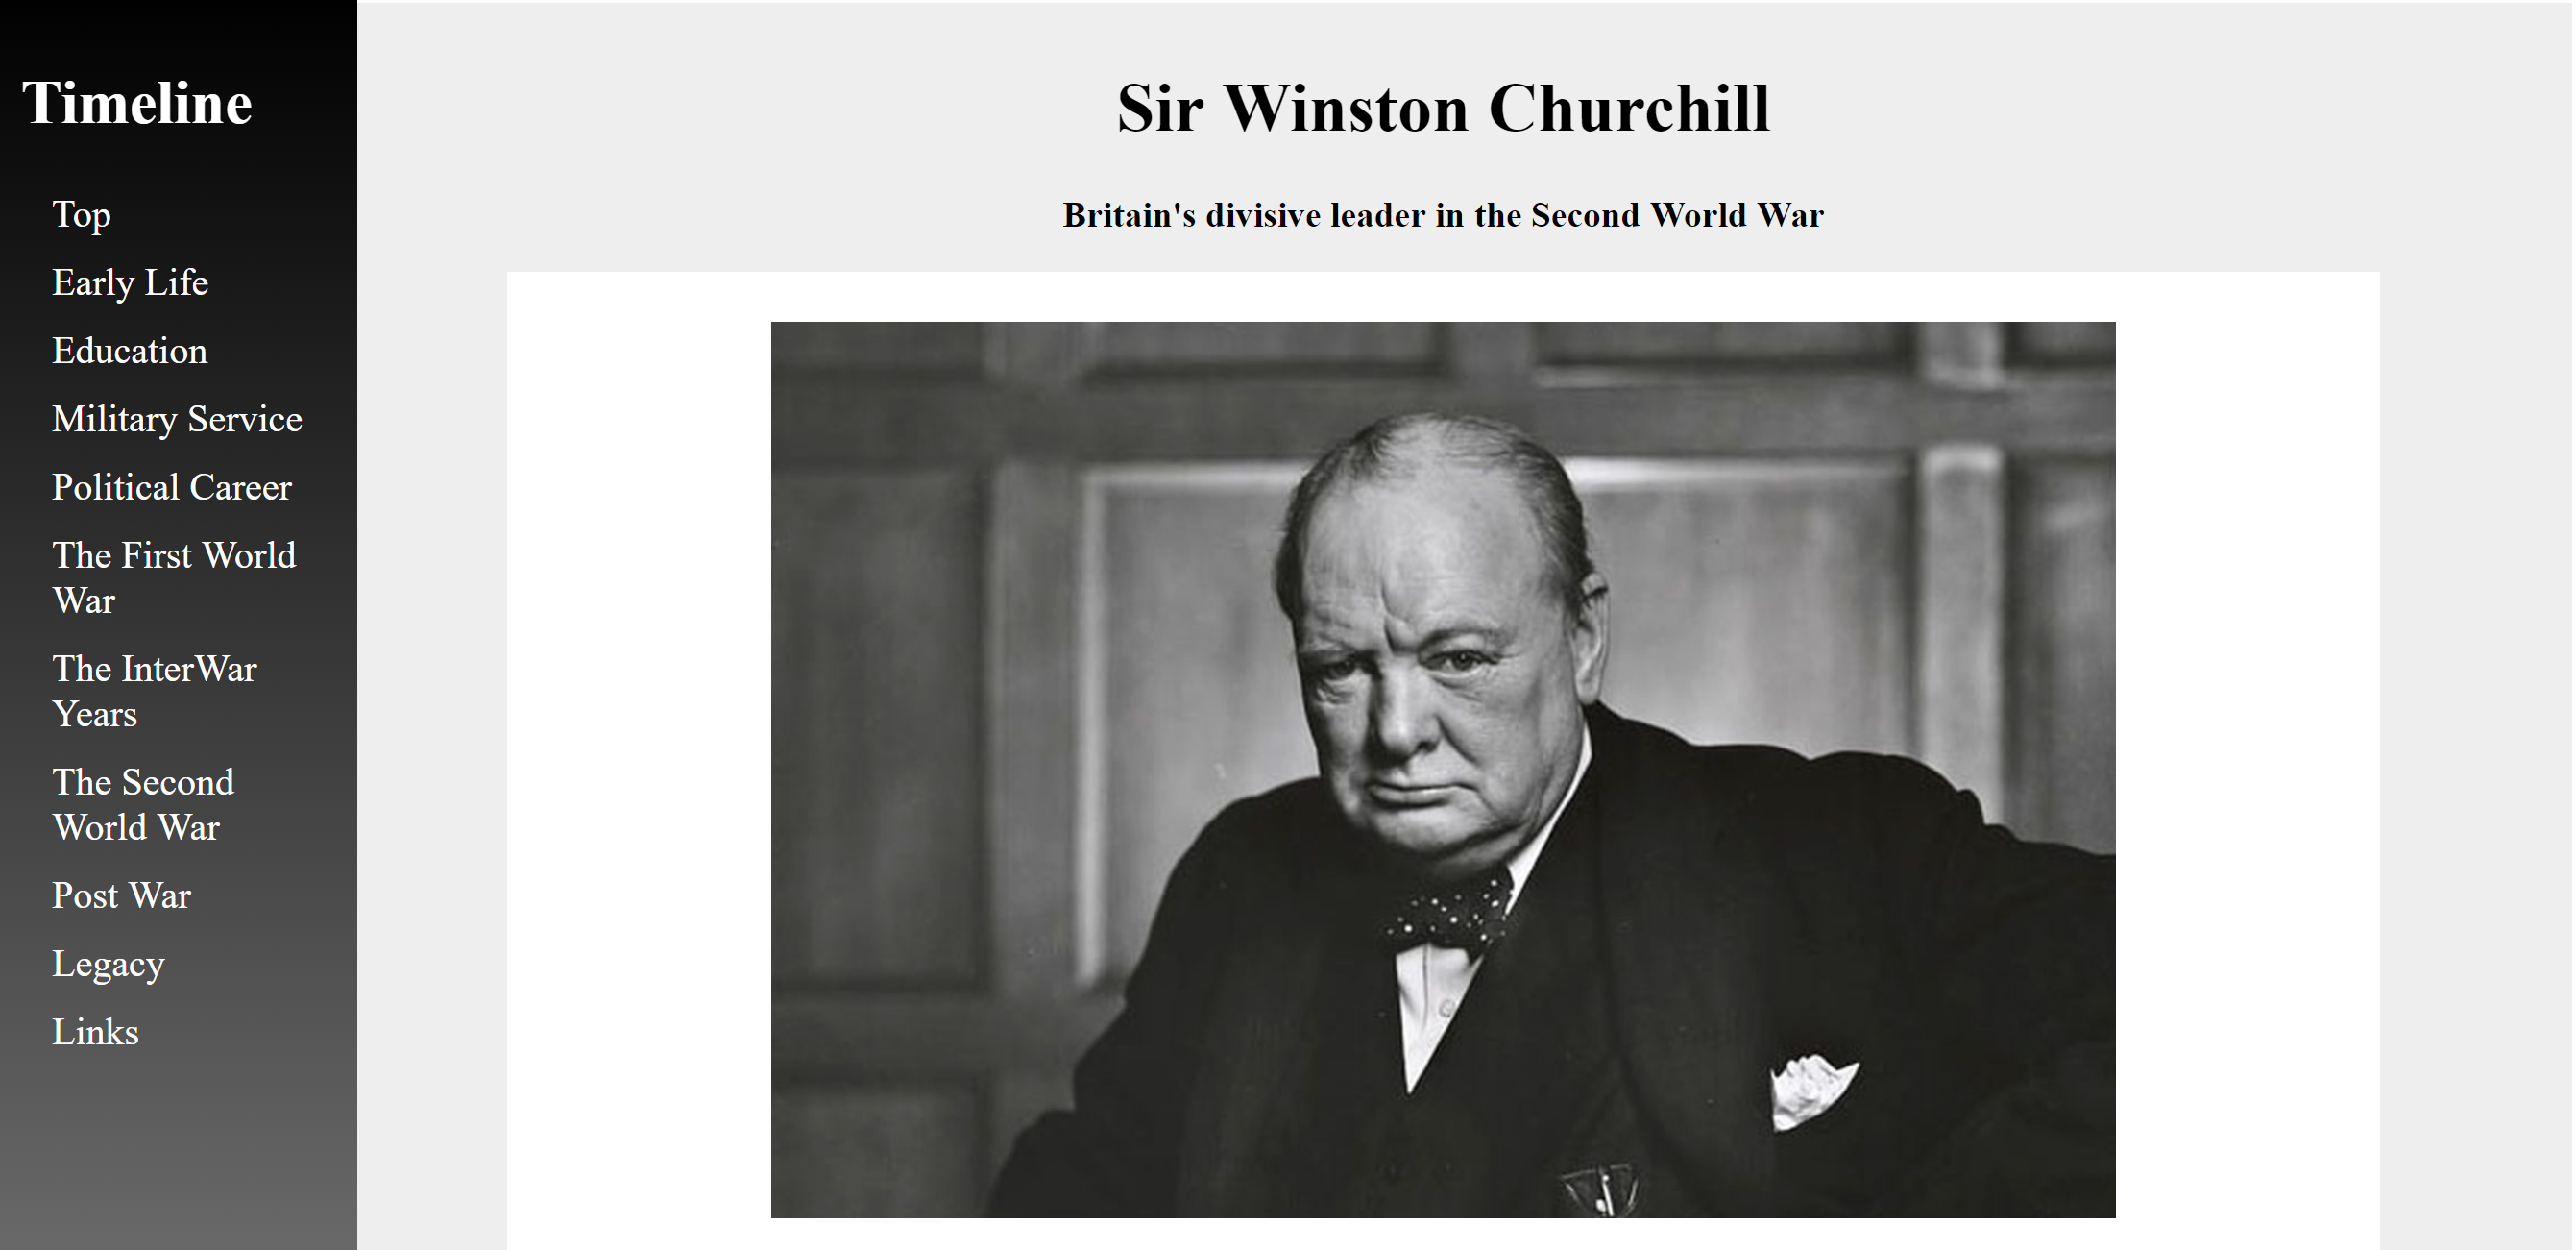 Timeline
Top
Early Life
Education
Military Service
Political Career
The First World
War
The InterWar
Years
The Second
World War
Post War
Legacy
Links
Sir Winston Churchill
Britain's divisive leader in the Second World War